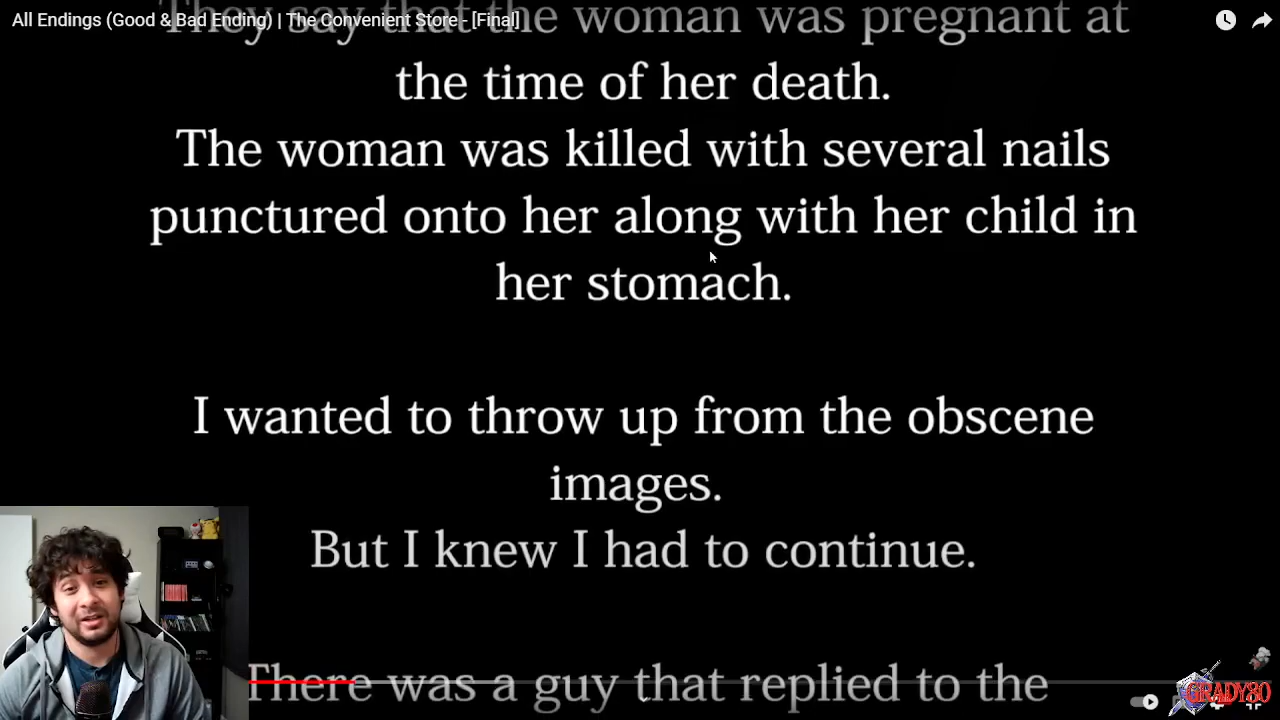 All Endings (Good & Bad Ending) | The Convenient Store - [Final]
They say that the woman was pregnant at
the time of her death.
The woman was killed with several nails
punctured onto her along with her child in
her stomach.
I wanted to throw up from the obscene
images.
But I knew I had to continue.
There was a guy that replied to the
GRADY80